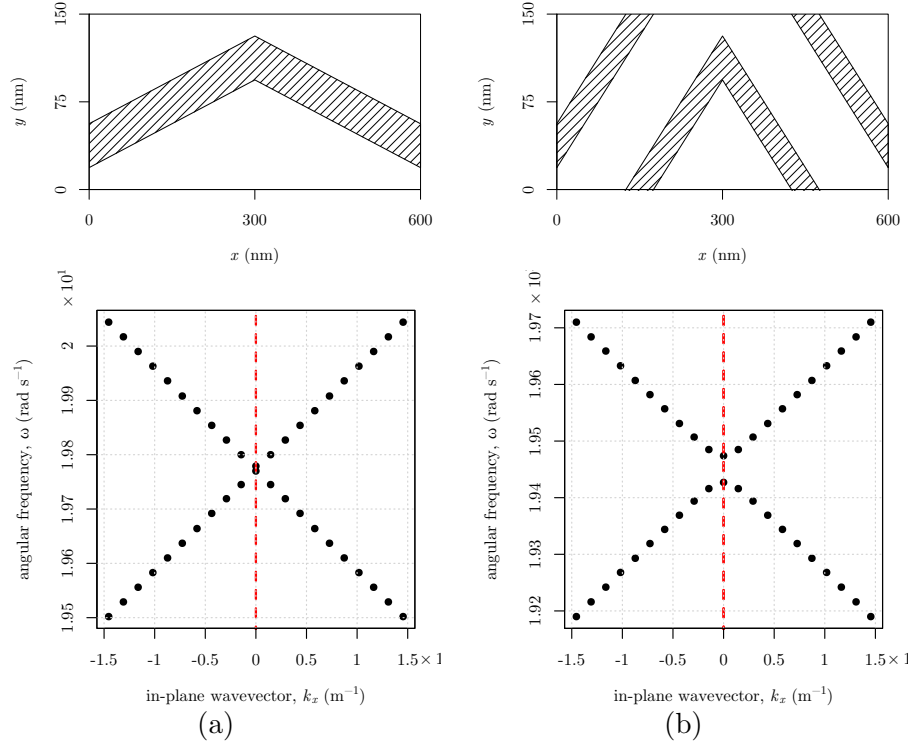 150
75
0
y (nm)
0 300 600
x (nm)
150
75
0
y (nm)
0 300 600
x (nm)
× 10¹
2
1.99
1.98
1.97
1.96
1.95
angular frequency, ω (rad s⁻¹)
-1.5 -1 -0.5 0 0.5 1 1.5 × 1
in-plane wavevector, kₓ (m⁻¹)
(a)
× 10
1.97
1.96
1.95
1.94
1.93
1.92
angular frequency, ω (rad s⁻¹)
-1.5 -1 -0.5 0 0.5 1 1.5 × 1
in-plane wavevector, kₓ (m⁻¹)
(b)